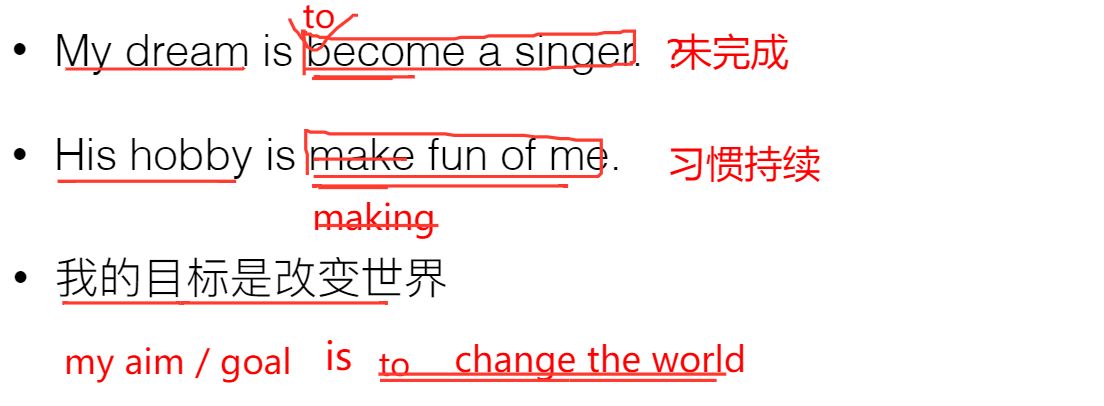 to
• My dream is become a singer. ?未完成
• His hobby is make fun of me. 习惯持续
making
• 我的目标是改变世界
my aim / goal is to change the world